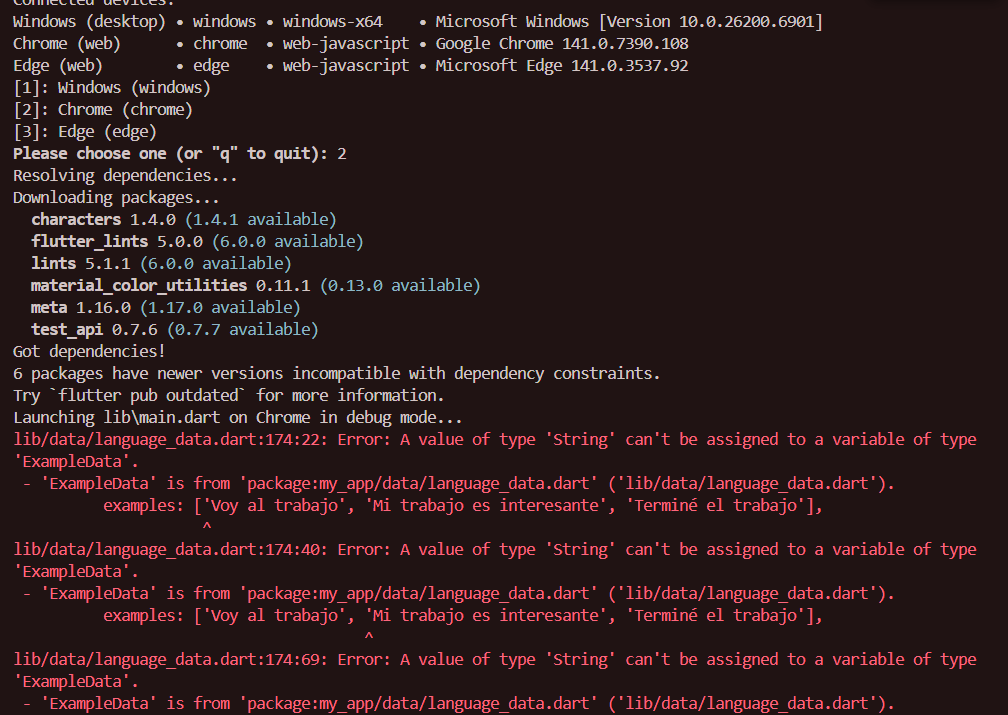 connected devices:
Windows (desktop) • windows • windows-x64    • Microsoft Windows [Version 10.0.26200.6901]
Chrome (web)      • chrome  • web-javascript • Google Chrome 141.0.7390.108
Edge (web)        • edge    • web-javascript • Microsoft Edge 141.0.3537.92
[1]: Windows (windows)
[2]: Chrome (chrome)
[3]: Edge (edge)
Please choose one (or "q" to quit): 2
Resolving dependencies...
Downloading packages...
  characters 1.4.0 (1.4.1 available)
  flutter_lints 5.0.0 (6.0.0 available)
  lints 5.1.1 (6.0.0 available)
  material_color_utilities 0.11.1 (0.13.0 available)
  meta 1.16.0 (1.17.0 available)
  test_api 0.7.6 (0.7.7 available)
Got dependencies!
6 packages have newer versions incompatible with dependency constraints.
Try `flutter pub outdated` for more information.
Launching lib\main.dart on Chrome in debug mode...
lib/data/language_data.dart:174:22: Error: A value of type 'String' can't be assigned to a variable of type
'ExampleData'.
 - 'ExampleData' is from 'package:my_app/data/language_data.dart' ('lib/data/language_data.dart').
          examples: ['Voy al trabajo', 'Mi trabajo es interesante', 'Terminé el trabajo'],
                     ^
lib/data/language_data.dart:174:40: Error: A value of type 'String' can't be assigned to a variable of type
'ExampleData'.
 - 'ExampleData' is from 'package:my_app/data/language_data.dart' ('lib/data/language_data.dart').
          examples: ['Voy al trabajo', 'Mi trabajo es interesante', 'Terminé el trabajo'],
                                       ^
lib/data/language_data.dart:174:69: Error: A value of type 'String' can't be assigned to a variable of type
'ExampleData'.
 - 'ExampleData' is from 'package:my_app/data/language_data.dart' ('lib/data/language_data.dart').